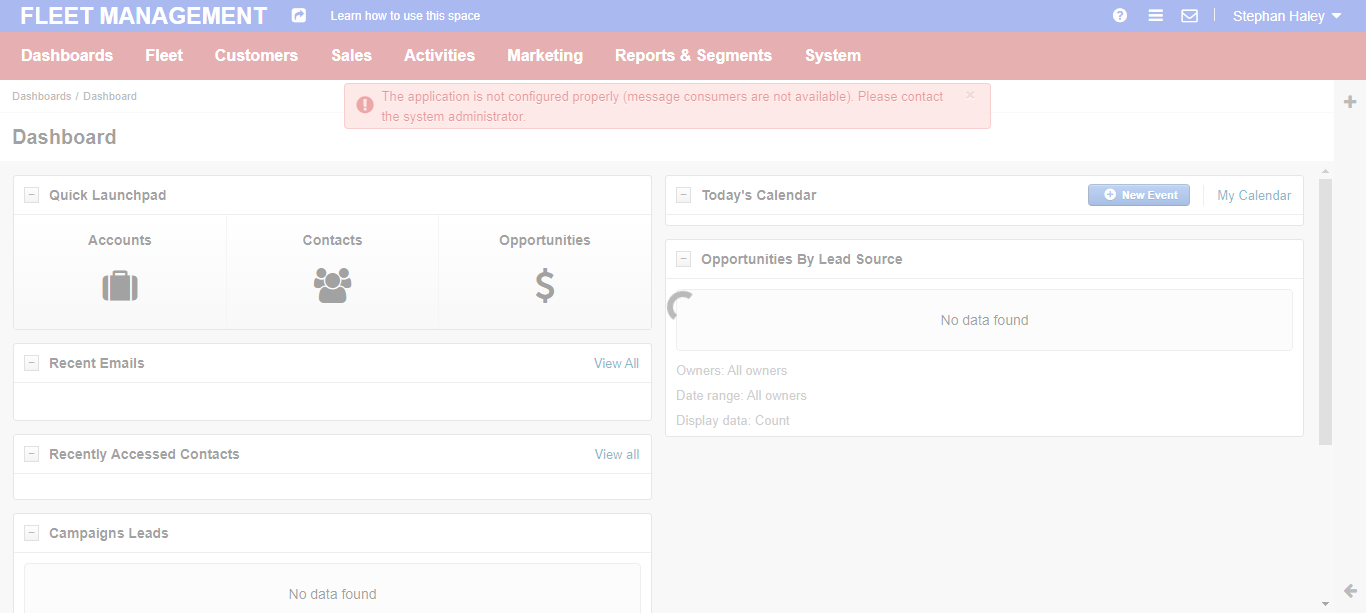 FLEET MANAGEMENT
Learn how to use this space
Stephan Haley
Dashboards
Fleet
Customers
Sales
Activities
Marketing
Reports & Segments
System
Dashboards / Dashboard
The application is not configured properly (message consumers are not available). Please contact
the system administrator.
Dashboard
Quick Launchpad
Accounts
Contacts
Opportunities
Recent Emails
View All
Recently Accessed Contacts
View all
Campaigns Leads
No data found
Today's Calendar
New Event
My Calendar
Opportunities By Lead Source
No data found
Owners: All owners
Date range: All owners
Display data: Count